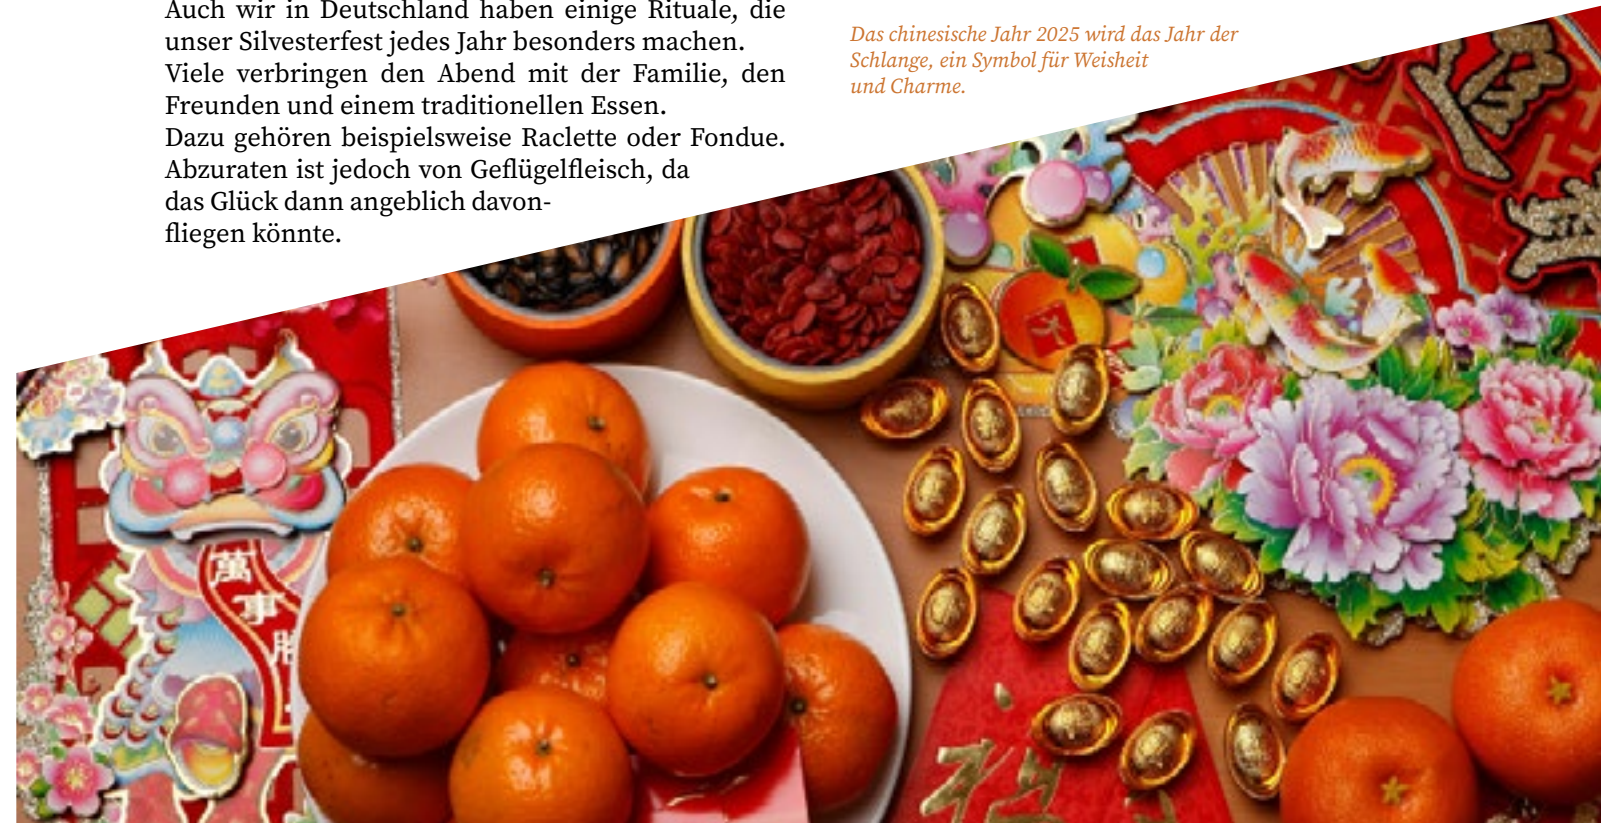 Auch wir in Deutschland haben einige Rituale, die
unser Silvesterfest jedes Jahr besonders machen.
Viele verbringen den Abend mit der Familie, den
Freunden und einem traditionellen Essen.
Dazu gehören beispielsweise Raclette oder Fondue.
Abzuraten ist jedoch von Geflügelfleisch, da
das Glück dann angeblich davon-
fliegen könnte.
Das chinesische Jahr 2025 wird das Jahr der
Schlange, ein Symbol für Weisheit
und Charme.
萬
事